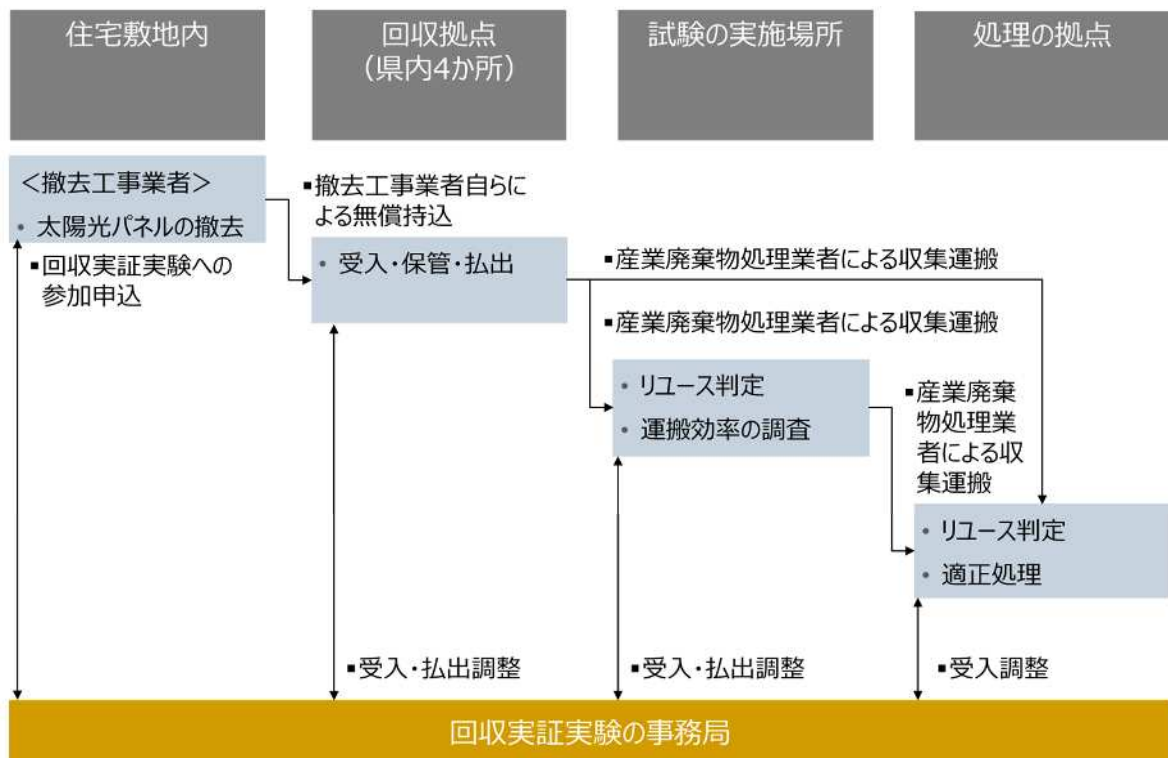 住宅敷地内
回収拠点
（県内4か所）
試験の実施場所
処理の拠点
＜撤去工事業者＞
• 太陽光パネルの撤去
▪撤去工事業者自らに
よる無償持込
▪回収実証実験への
参加申込
• 受入・保管・払出
▪産業廃棄物処理業者による収集運搬
▪産業廃棄物処理業者による収集運搬
• リユース判定
• 運搬効率の調査
▪産業廃棄
物処理業
者による収
集運搬
• リユース判定
• 適正処理
▪受入・払出調整
▪受入・払出調整
▪受入調整
回収実証実験の事務局